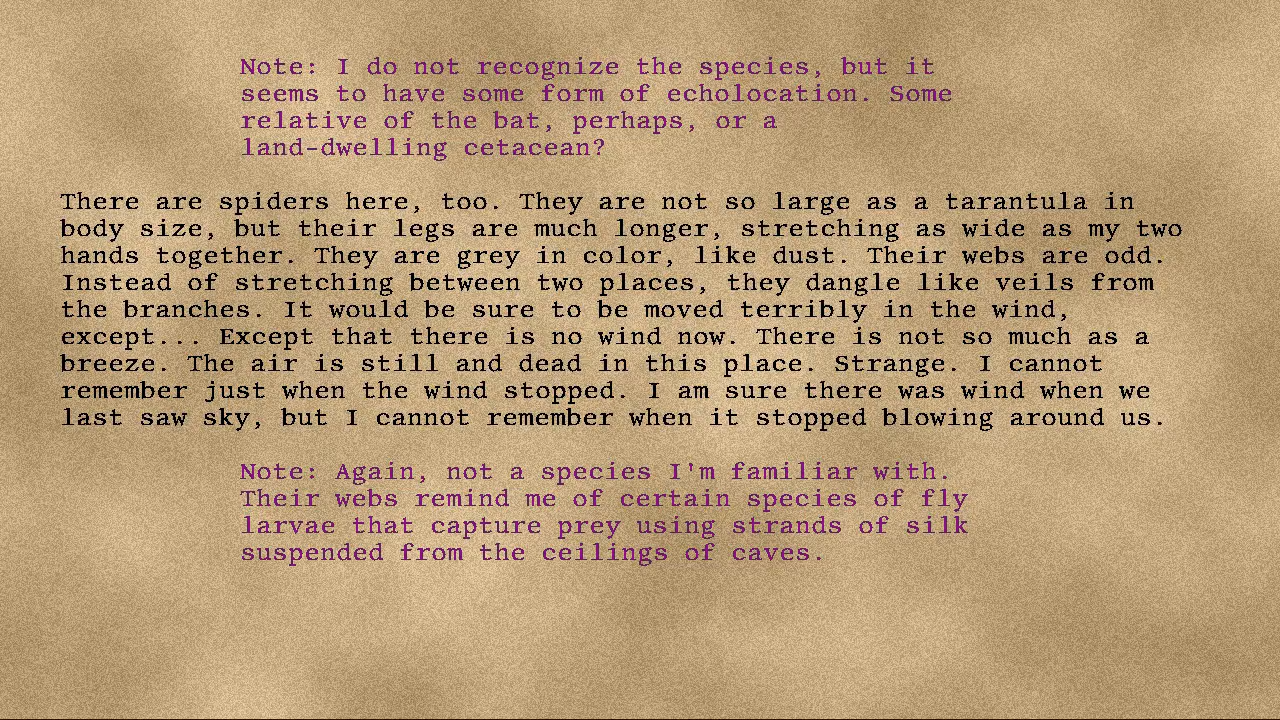 Note: I do not recognize the species, but it
seems to have some form of echolocation. Some
relative of the bat, perhaps, or a
land-dwelling cetacean?
There are spiders here, too. They are not so large as a tarantula in
body size, but their legs are much longer, stretching as wide as my two
hands together. They are grey in color, like dust. Their webs are odd.
Instead of stretching between two places, they dangle like veils from
the branches. It would be sure to be moved terribly in the wind,
except... Except that there is no wind now. There is not so much as a
breeze. The air is still and dead in this place. Strange. I cannot
remember just when the wind stopped. I am sure there was wind when we
last saw sky, but I cannot remember when it stopped blowing around us.
Note: Again, not a species I'm familiar with.
Their webs remind me of certain species of fly
larvae that capture prey using strands of silk
suspended from the ceilings of caves.